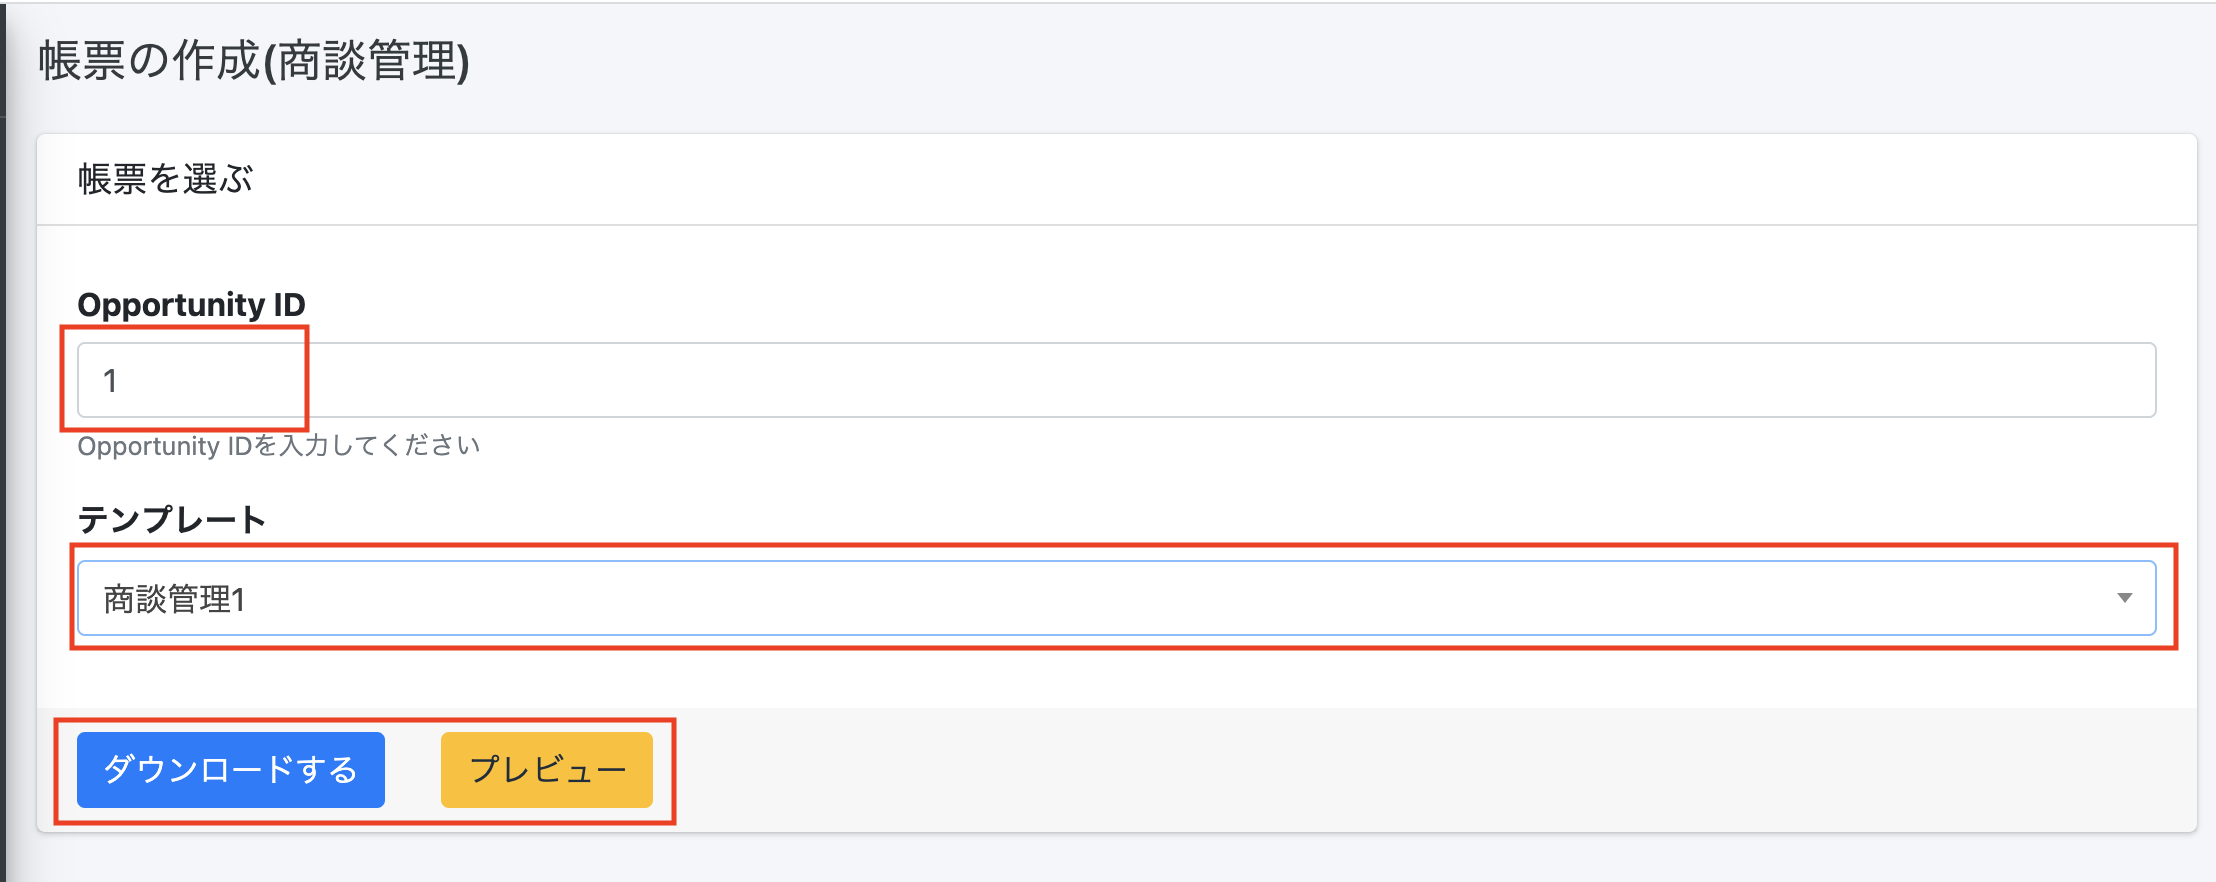 帳票の作成(商談管理)
帳票を選ぶ
Opportunity ID
1
Opportunity IDを入力してください
テンプレート
商談管理1
ダウンロードする プレビュー